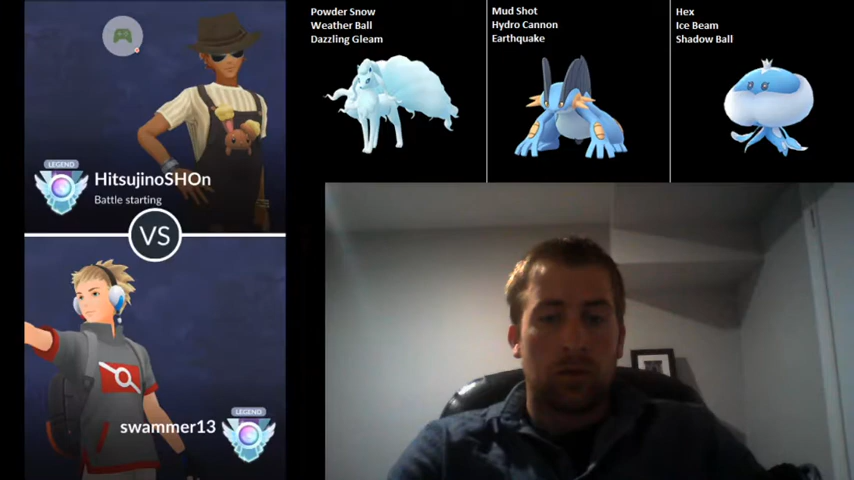 LEGEND
HitsujinoSHOn
Battle starting
VS
LEGEND
swammer13
Powder Snow
Weather Ball
Dazzling Gleam
Mud Shot
Hydro Cannon
Earthquake
Hex
Ice Beam
Shadow Ball